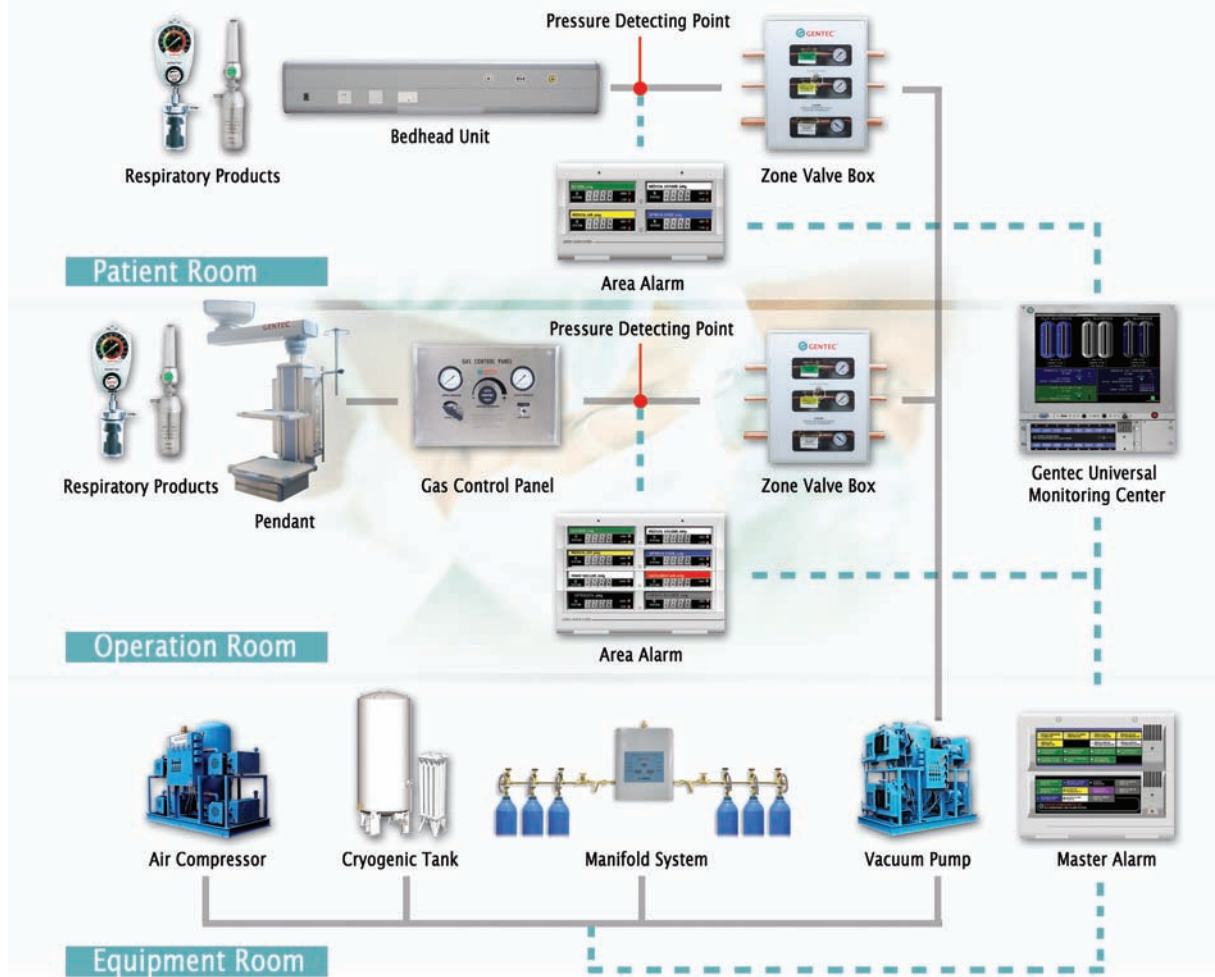 Pressure Detecting Point
GENTEC
Bedhead Unit
Respiratory Products
Zone Valve Box
Area Alarm
Patient Room
Pressure Detecting Point
GENTEC
GENTEC
GAS CONTROL PANEL
Respiratory Products
Gas Control Panel
Zone Valve Box
Gentec Universal
Monitoring Center
Pendant
Area Alarm
Operation Room
Air Compressor
Cryogenic Tank
Manifold System
Vacuum Pump
Master Alarm
Equipment Room